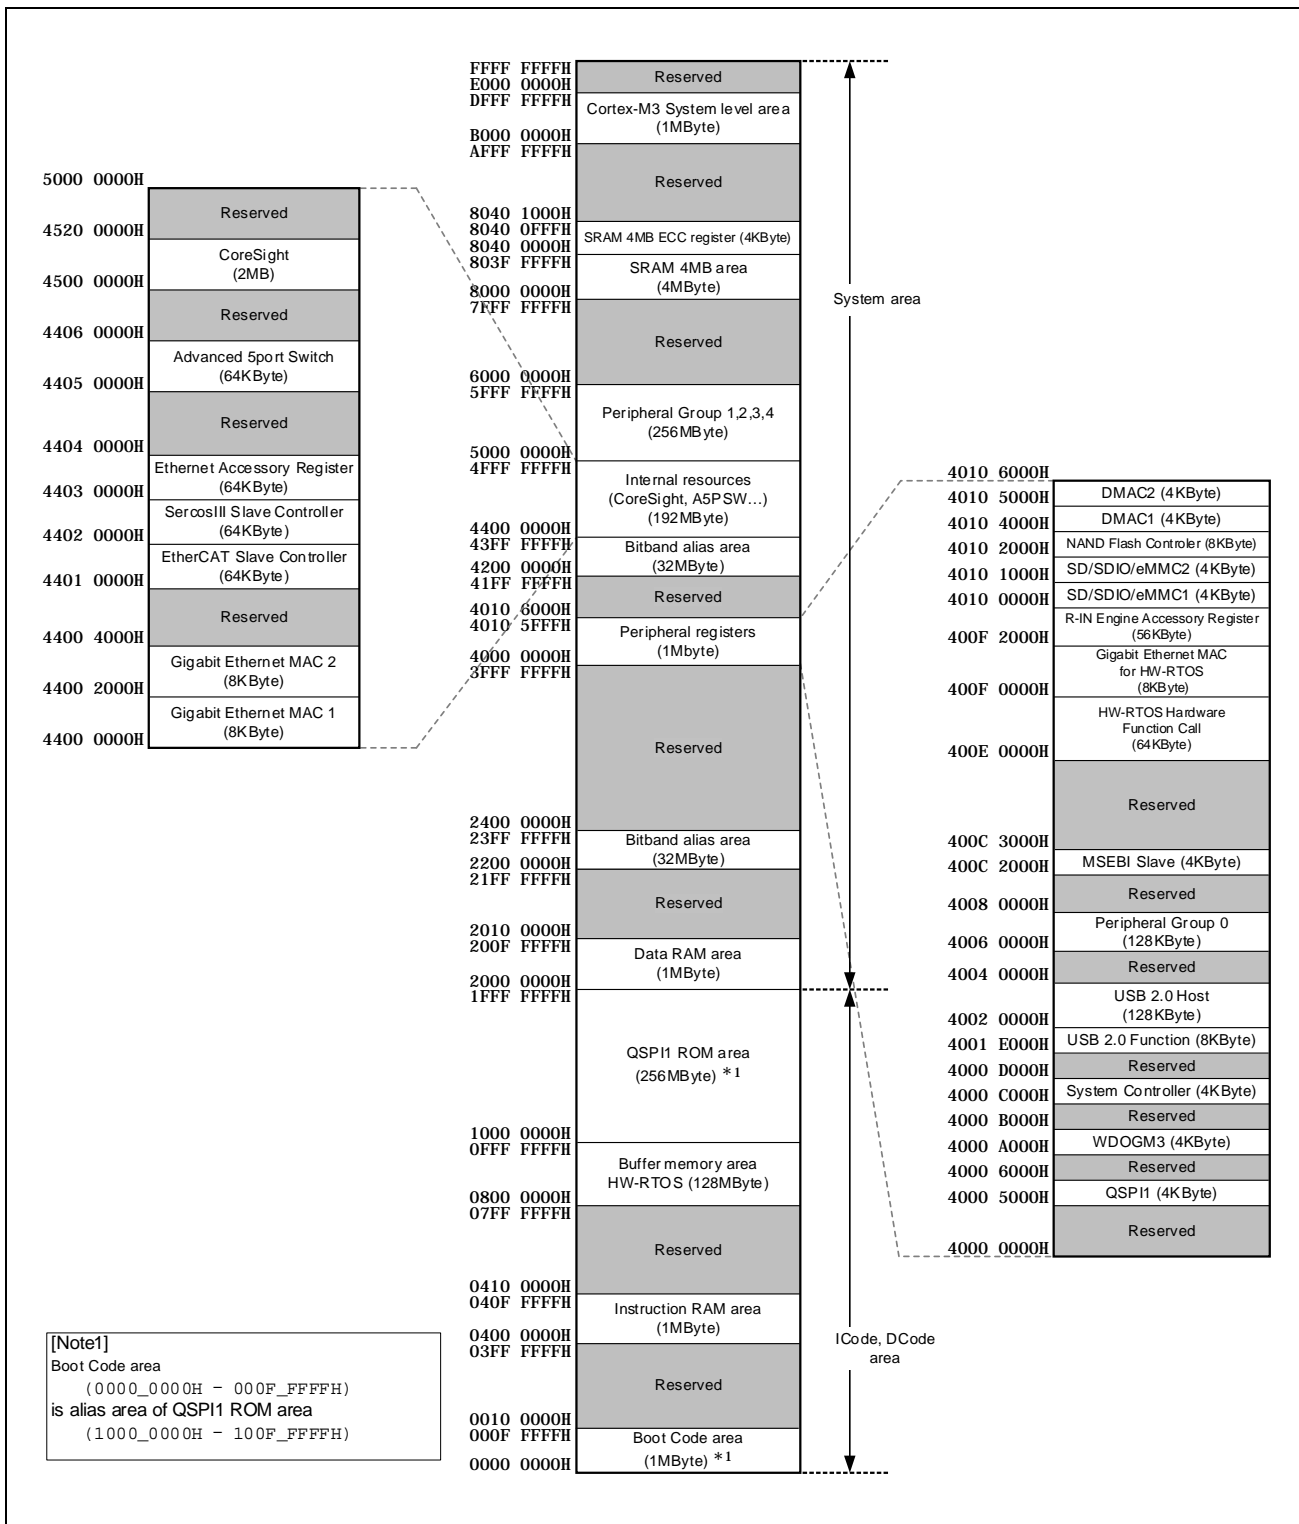 FFFF FFFFH
Reserved
E000 0000H
DFFF FFFFH
Cortex-M3 System level area
(1MByte)
B000 0000H
AFFF FFFFH
Reserved
8040 1000H
8040 0FFFH
SRAM 4MB ECC register (4KByte)
8040 0000H
803F FFFFH
SRAM 4MB area
(4MByte)
8000 0000H
7FFF FFFFH
Reserved
6000 0000H
5FFF FFFFH
Peripheral Group 1,2,3,4
(256MByte)
5000 0000H
4FFF FFFFH
Internal resources
(CoreSight, A5PSW...)
(192MByte)
4400 0000H
43FF FFFFH
Bitband alias area
(32MByte)
4200 0000H
41FF FFFFH
Reserved
4010 6000H
4010 5FFFH
Peripheral registers
(1Mbyte)
4000 0000H
3FFF FFFFH
Reserved
2400 0000H
23FF FFFFH
Bitband alias area
(32MByte)
2200 0000H
21FF FFFFH
Reserved
2010 0000H
200F FFFFH
Data RAM area
(1MByte)
2000 0000H
1FFF FFFFH
QSPI1 ROM area
(256MByte) *1
1000 0000H
0FFF FFFFH
Buffer memory area
HW-RTOS (128MByte)
0800 0000H
07FF FFFFH
Reserved
0410 0000H
040F FFFFH
Instruction RAM area
(1MByte)
0400 0000H
03FF FFFFH
Reserved
0010 0000H
000F FFFFH
Boot Code area
(1MByte) *1
0000 0000H
System area
ICode, DCode
area
5000 0000H
Reserved
4520 0000H
CoreSight
(2MB)
4500 0000H
Reserved
4406 0000H
Advanced 5port Switch
(64KByte)
4405 0000H
Reserved
4404 0000H
Ethernet Accessory Register
(64KByte)
4403 0000H
SercosIII Slave Controller
(64KByte)
4402 0000H
EtherCAT Slave Controller
(64KByte)
4401 0000H
Reserved
4400 4000H
Gigabit Ethernet MAC 2
(8KByte)
4400 2000H
Gigabit Ethernet MAC 1
(8KByte)
4400 0000H
4010 6000H
DMAC2 (4KByte)
4010 5000H
DMAC1 (4KByte)
4010 4000H
NAND Flash Controler (8KByte)
4010 2000H
SD/SDIO/eMMC2 (4KByte)
4010 1000H
SD/SDIO/eMMC1 (4KByte)
4010 0000H
R-IN Engine Accessory Register
(56KByte)
400F 2000H
Gigabit Ethernet MAC
for HW-RTOS
(8KByte)
400F 0000H
HW-RTOS Hardware
Function Call
(64KByte)
400E 0000H
Reserved
400C 3000H
MSEBI Slave (4KByte)
400C 2000H
Reserved
4008 0000H
Peripheral Group 0
(128KByte)
4006 0000H
Reserved
4004 0000H
USB 2.0 Host
(128KByte)
4002 0000H
USB 2.0 Function (8KByte)
4001 E000H
Reserved
4000 D000H
System Controller (4KByte)
4000 C000H
Reserved
4000 B000H
WDOGM3 (4KByte)
4000 A000H
Reserved
4000 6000H
QSPI1 (4KByte)
4000 5000H
Reserved
4000 0000H
[Note1]
Boot Code area
(0000_0000H - 000F_FFFFH)
is alias area of QSPI1 ROM area
(1000_0000H - 100F_FFFFH)